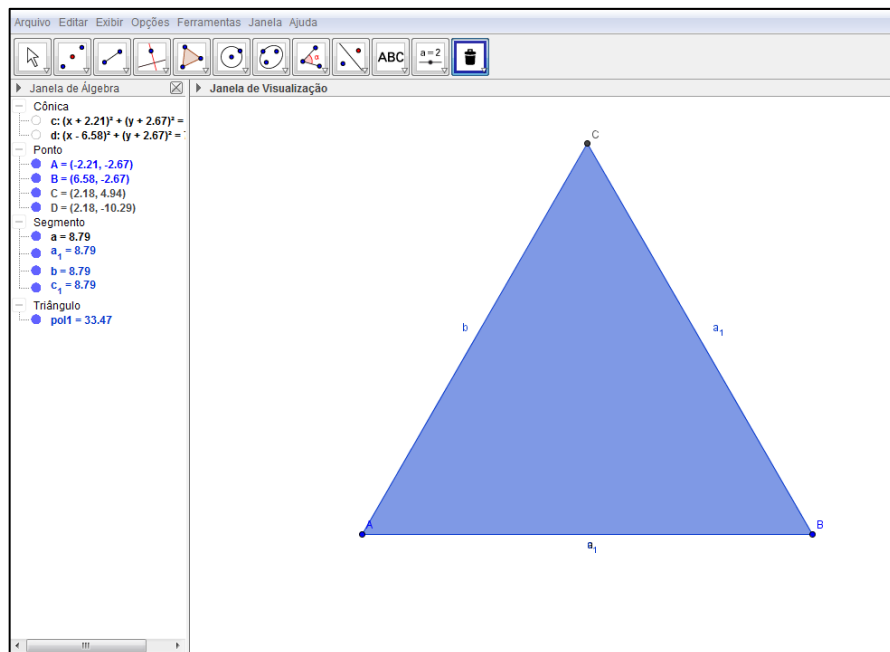 Arquivo Editar Exibir Opções Ferramentas Janela Ajuda
ABC a = 2
Janela de Álgebra
Janela de Visualização
Cônica
c: (x + 2.21)² + (y + 2.67)² =
d: (x - 6.58)² + (y + 2.67)² =
Ponto
A = (-2.21, -2.67)
B = (6.58, -2.67)
C = (2.18, 4.94)
D = (2.18, -10.29)
Segmento
a = 8.79
a₁ = 8.79
b = 8.79
c₁ = 8.79
Triângulo
pol1 = 33.47
C
b
a₁
A
B